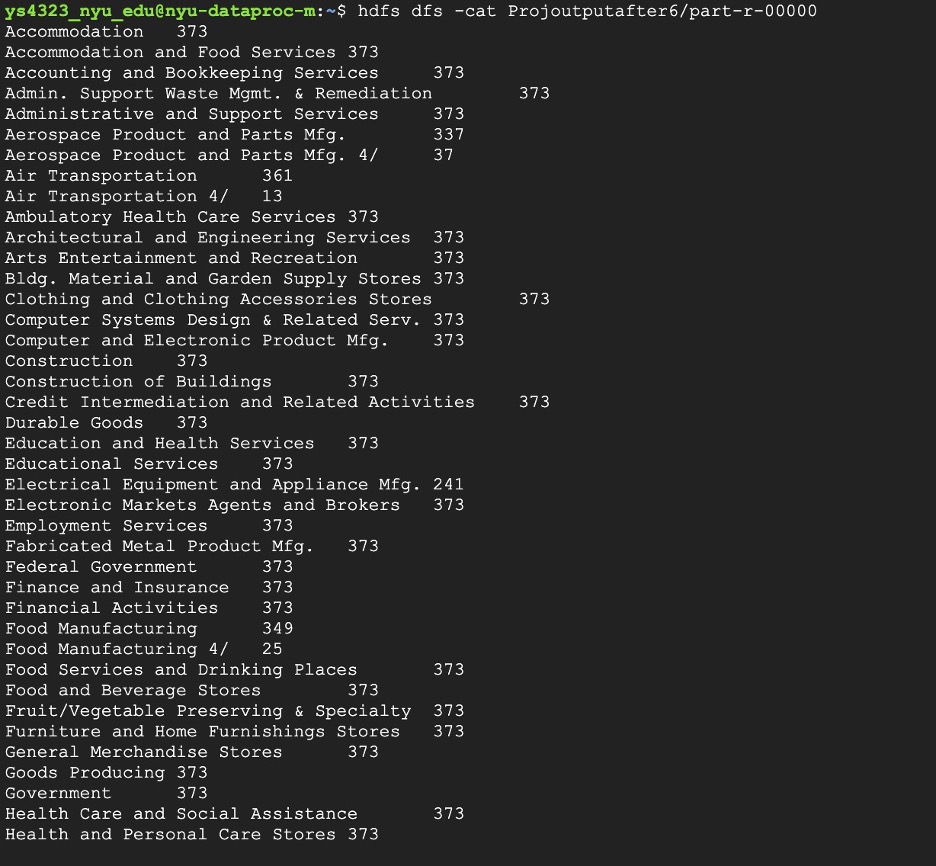 ys4323_nyu_edu@nyu-dataproc-m:~$ hdfs dfs -cat Projoutputafter6/part-r-00000
Accommodation 373
Accommodation and Food Services 373
Accounting and Bookkeeping Services 373
Admin. Support Waste Mgmt. & Remediation 373
Administrative and Support Services 373
Aerospace Product and Parts Mfg. 337
Aerospace Product and Parts Mfg. 4/ 37
Air Transportation 361
Air Transportation 4/ 13
Ambulatory Health Care Services 373
Architectural and Engineering Services 373
Arts Entertainment and Recreation 373
Bldg. Material and Garden Supply Stores 373
Clothing and Clothing Accessories Stores 373
Computer Systems Design & Related Serv. 373
Computer and Electronic Product Mfg. 373
Construction 373
Construction of Buildings 373
Credit Intermediation and Related Activities 373
Durable Goods 373
Education and Health Services 373
Educational Services 373
Electrical Equipment and Appliance Mfg. 241
Electronic Markets Agents and Brokers 373
Employment Services 373
Fabricated Metal Product Mfg. 373
Federal Government 373
Finance and Insurance 373
Financial Activities 373
Food Manufacturing 349
Food Manufacturing 4/ 25
Food Services and Drinking Places 373
Food and Beverage Stores 373
Fruit/Vegetable Preserving & Specialty 373
Furniture and Home Furnishings Stores 373
General Merchandise Stores 373
Goods Producing 373
Government 373
Health Care and Social Assistance 373
Health and Personal Care Stores 373